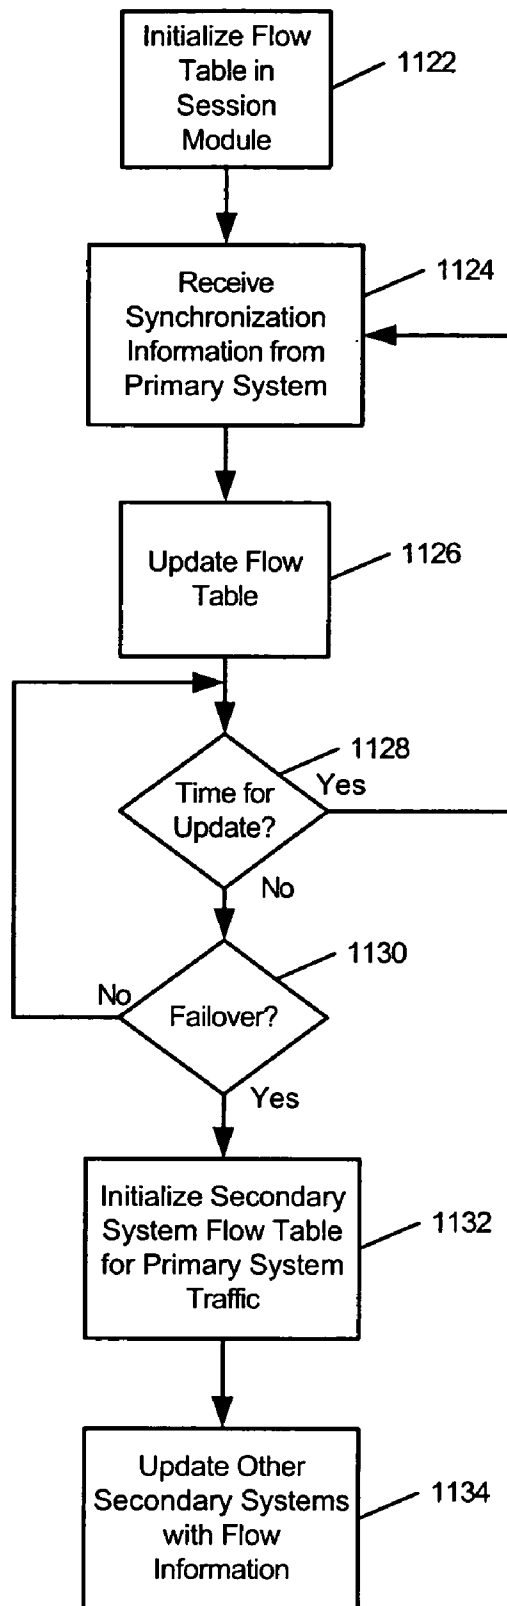 Initialize Flow
Table in
Session
Module
1122
1124
Receive
Synchronization
Information from
Primary System
1126
Update Flow
Table
1128
Yes
Time for
Update?
No
1130
No
Failover?
Yes
Initialize Secondary
System Flow Table
for Primary System
Traffic
1132
Update Other
Secondary Systems
with Flow
Information
1134